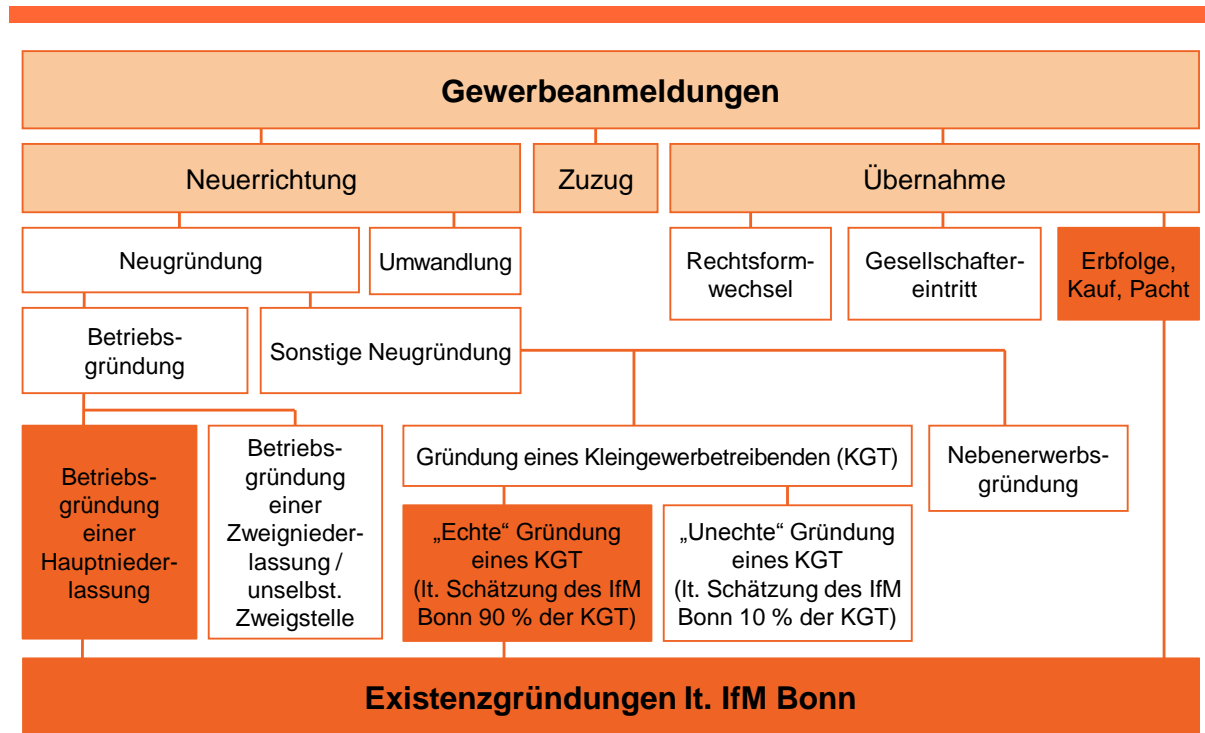 Gewerbeanmeldungen
Neuerrichtung
Zuzug
Übernahme
Neugründung
Umwandlung
Rechtsform-
wechsel
Gesellschafter-
eintritt
Erbfolge,
Kauf, Pacht
Betriebs-
gründung
Sonstige Neugründung
Betriebs-
gründung
einer
Hauptnieder-
lassung
Betriebs-
gründung
einer
Zweignieder-
lassung /
unselbst.
Zweigstelle
Gründung eines Kleingewerbetreibenden (KGT)
Nebenerwerbs-
gründung
„Echte“ Gründung
eines KGT
(lt. Schätzung des IfM
Bonn 90 % der KGT)
„Unechte“ Gründung
eines KGT
(lt. Schätzung des IfM
Bonn 10 % der KGT)
Existenzgründungen lt. IfM Bonn